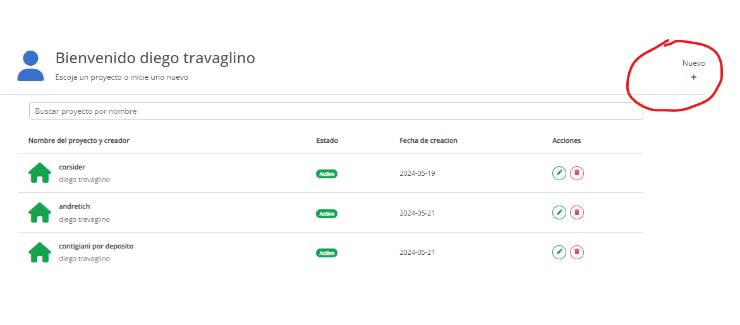 Bienvenido diego travaglino
Escoja un proyecto o inicie uno nuevo
Nuevo
+
Buscar proyecto por nombre
Nombre del proyecto y creador Estado Fecha de creacion Acciones
corsider
diego travaglino
Activo
2024-05-19
andretich
diego travaglino
Activo
2024-05-21
contigiani por deposito
diego travaglino
Activo
2024-05-21